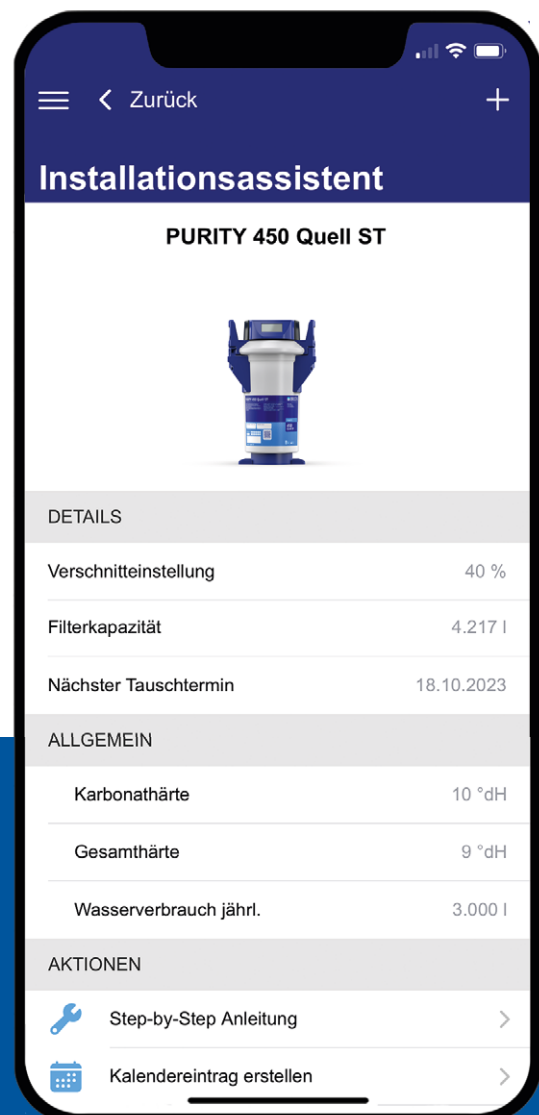 Zurück
Installationsassistent
PURITY 450 Quell ST
DETAILS
Verschnitteinstellung 40 %
Filterkapazität 4.217 l
Nächster Tauschtermin 18.10.2023
ALLGEMEIN
Karbonathärte 10 °dH
Gesamthärte 9 °dH
Wasserverbrauch jährl. 3.000 l
AKTIONEN
Step-by-Step Anleitung
Kalendereintrag erstellen